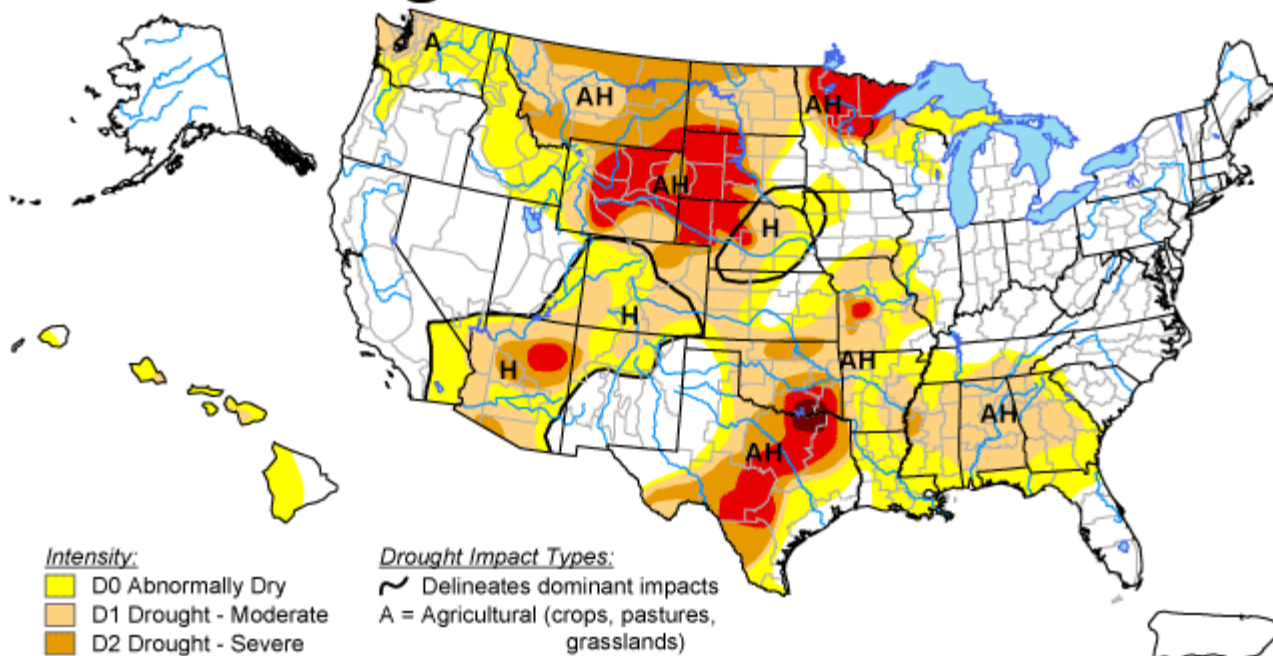 A
AH
AH
AH
H
H
AH
H
AH
AH
Intensity:
D0 Abnormally Dry
D1 Drought - Moderate
D2 Drought - Severe
Drought Impact Types:
Delineates dominant impacts
A = Agricultural (crops, pastures,
grasslands)